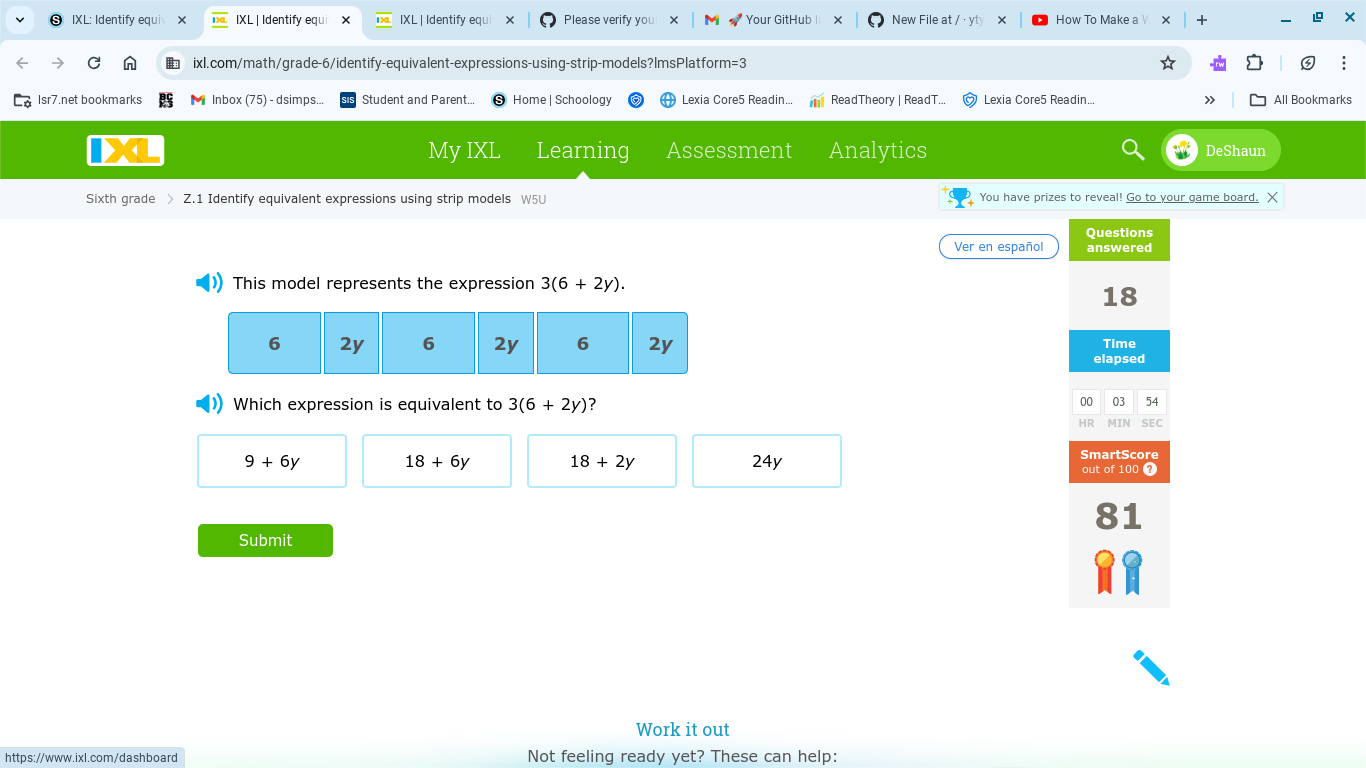 IXL: Identify equiv
IXL | Identify equi
IXL | Identify equi
Please verify you
🚀 Your GitHub l
New File at / · yty
How To Make a W
ixl.com/math/grade-6/identify-equivalent-expressions-using-strip-models?lmsPlatform=3
lsr7.net bookmarks
Inbox (75) - dsimps...
SIS Student and Parent...
Home | Schoology
Lexia Core5 Readin...
ReadTheory | ReadT...
Lexia Core5 Readin...
All Bookmarks
IXL
My IXL
Learning
Assessment
Analytics
DeShaun
Sixth grade > Z.1 Identify equivalent expressions using strip models W5U
You have prizes to reveal! Go to your game board.
Ver en español
Questions
answered
18
Time
elapsed
00 03 54
HR MIN SEC
SmartScore
out of 100 ?
81
This model represents the expression 3(6 + 2y).
6 2y 6 2y 6 2y
Which expression is equivalent to 3(6 + 2y)?
9 + 6y
18 + 6y
18 + 2y
24y
Submit
Work it out
Not feeling ready yet? These can help:
https://www.ixl.com/dashboard